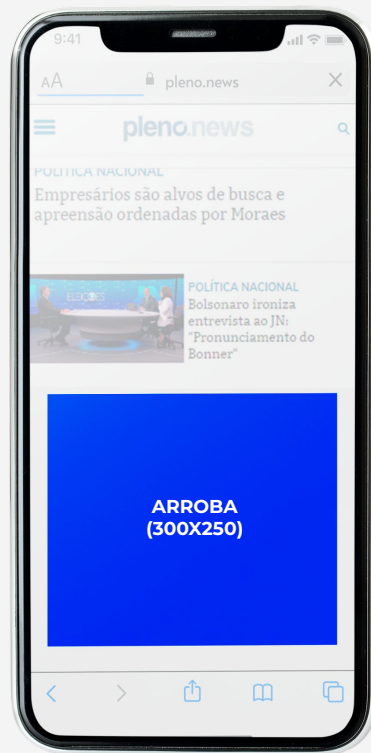 9:41
AA pleno.news
pleno.news
POLÍTICA NACIONAL
Empresários são alvos de busca e
apreensão ordenadas por Moraes
ELEIÇÕES
POLÍTICA NACIONAL
Bolsonaro ironiza
entrevista ao JN:
"Pronunciamento do
Bonner"
ARROBA
(300X250)